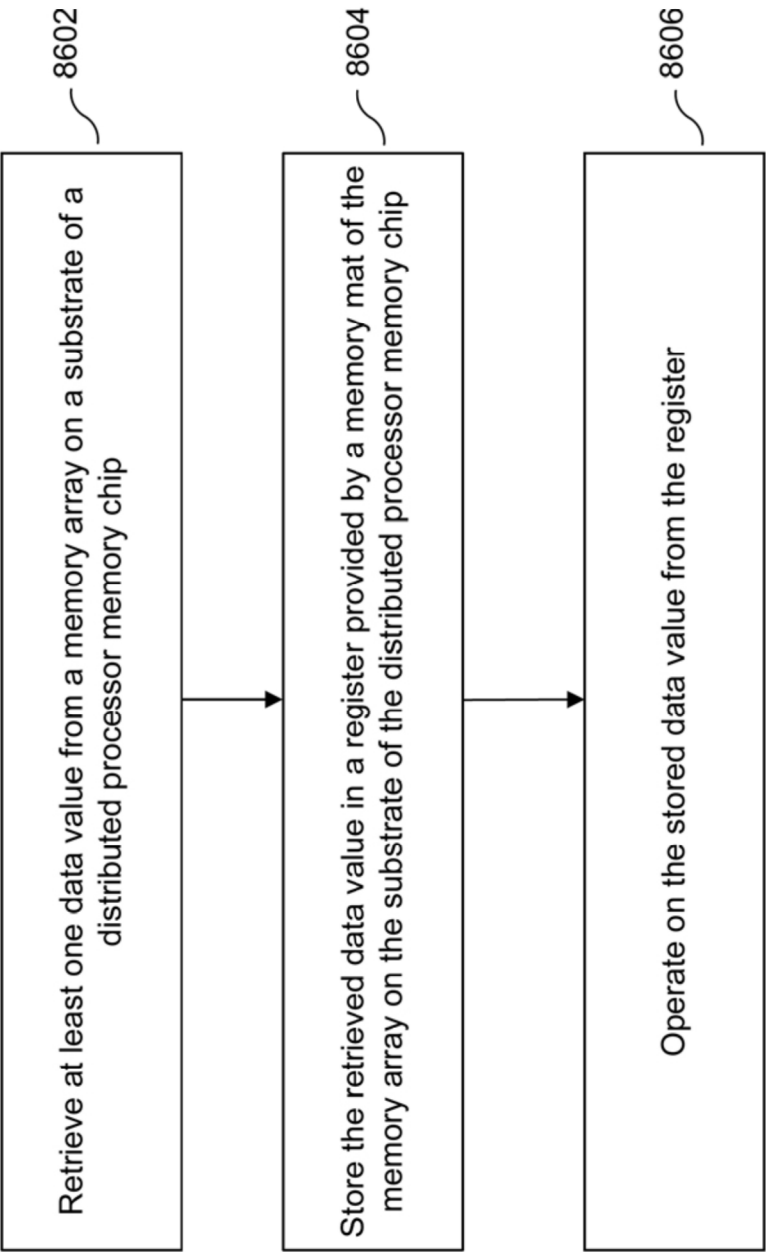 Retrieve at least one data value from a memory array on a substrate of a
distributed processor memory chip
8602
Store the retrieved data value in a register provided by a memory mat of the
memory array on the substrate of the distributed processor memory chip
8604
Operate on the stored data value from the register
8606